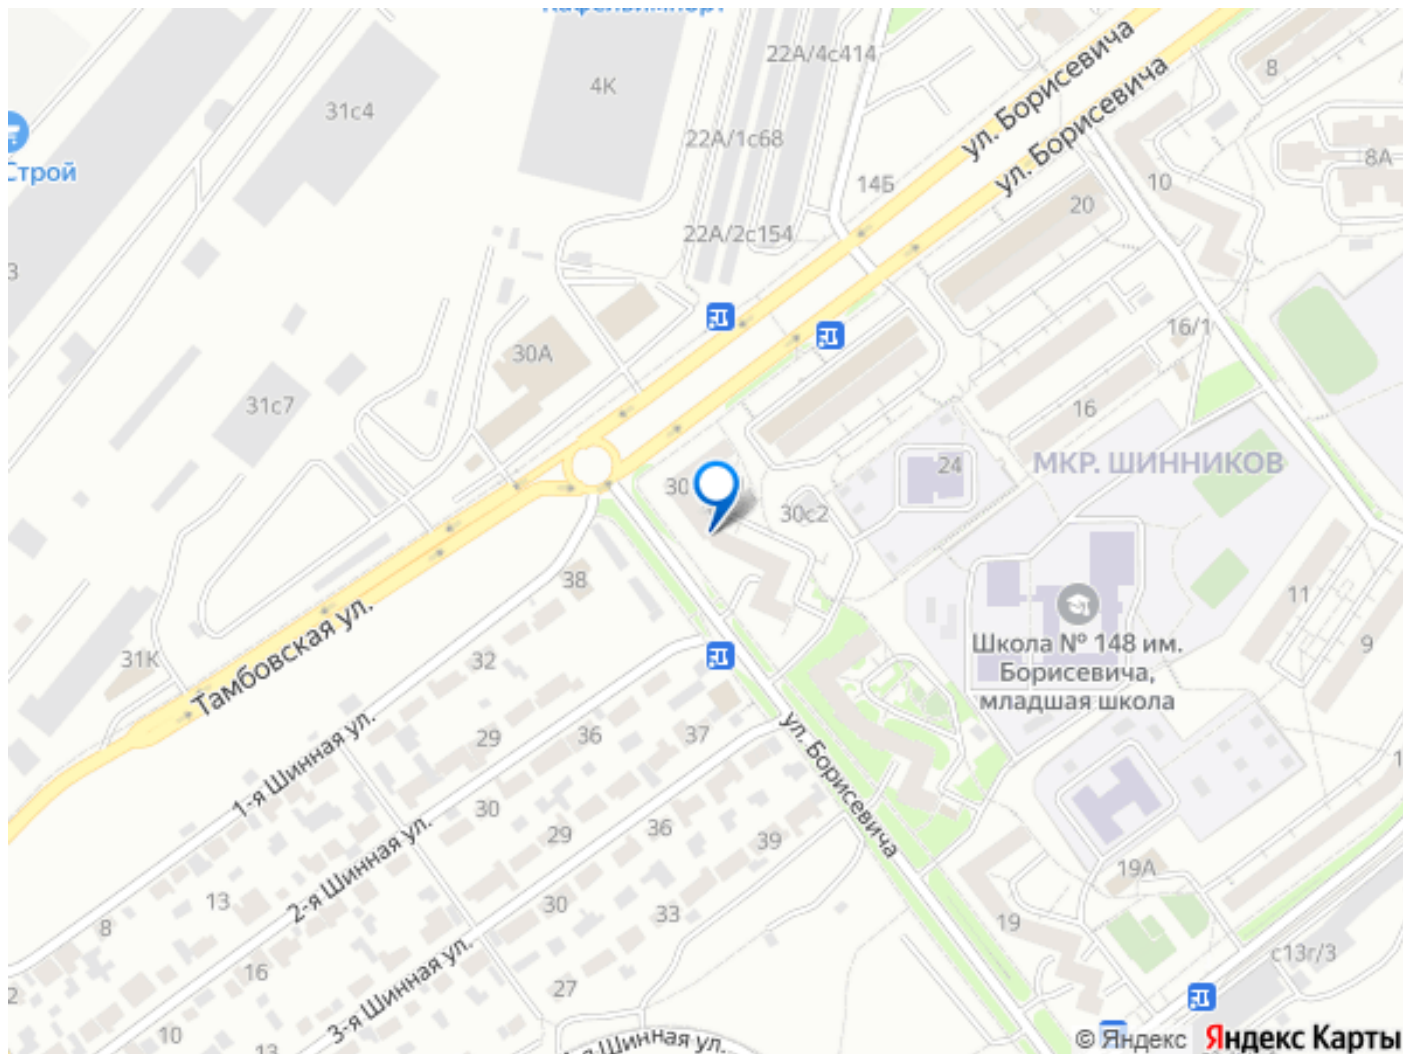 Кафельимпорт
22А/4с414
4К
31с4
8
ул. Борисевича
ул. Борисевича
22А/1с68
Строй
8А
14Б
10
20
22А/2с154
3
16/1
30А
31с7
16
24
МКР. ШИННИКОВ
30
30с2
38
11
Школа № 148 им.
Борисевича,
младшая школа
9
31К
32
Тамбовская ул.
29
36
37
1-я Шинная ул.
ул. Борисевича
30
29
36
39
2-я Шинная ул.
19А
13
30
33
8
19
с13г/3
16
3-я Шинная ул.
27
2
10
13
-я Шинная ул.
© Яндекс Яндекс Карты